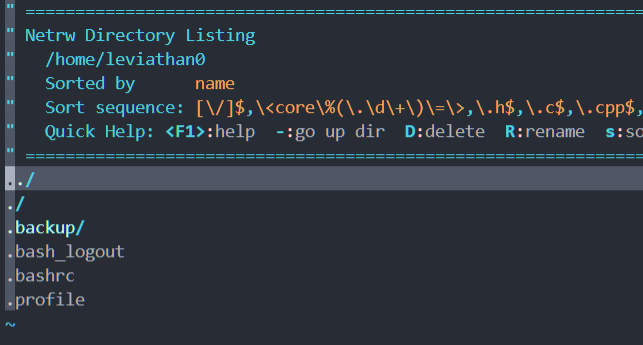 " ============================================================
" Netrw Directory Listing
"   /home/leviathan0
"   Sorted by      name
"   Sort sequence: [\/]$,\<core\%(\.\d\+\)\=\>,\.h$,\.c$,\.cpp$,
"   Quick Help: <F1>:help  -:go up dir  D:delete  R:rename  s:so
" ============================================================
../
./
.backup/
.bash_logout
.bashrc
.profile
~